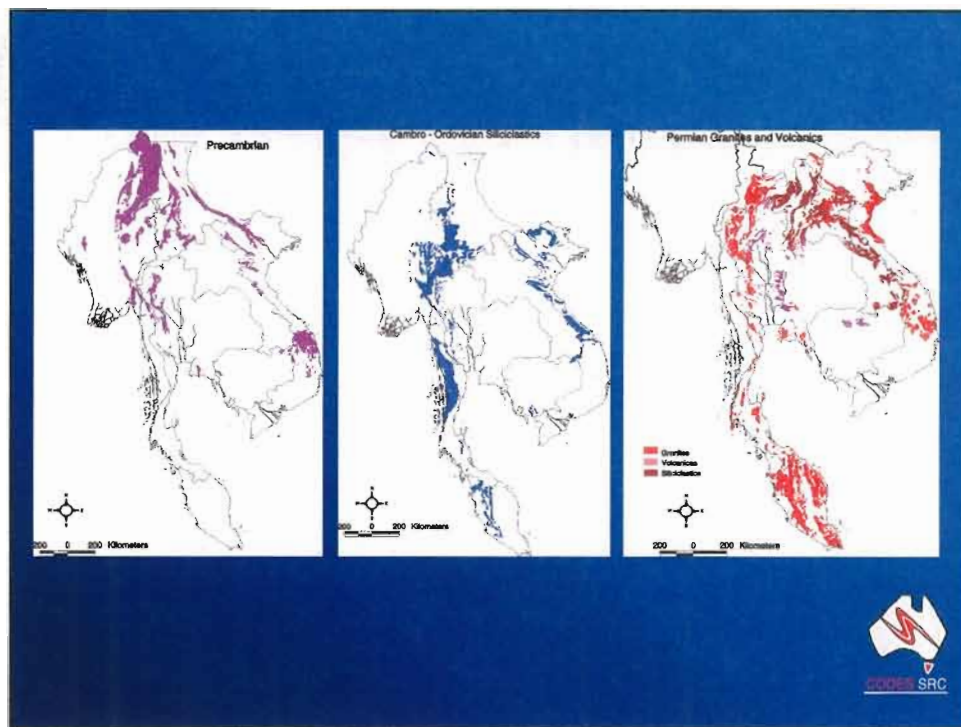 Precambrian
200 0 200 Kilometers
Cambro - Ordovician Siliciclastics
200 0 200 Kilometers
Permian Granites and Volcanics
Granites
Volcanics
Siliciclastics
200 0 200 Kilometers
N
W E
S
N
W E
S
N
W E
S
CODES SRC